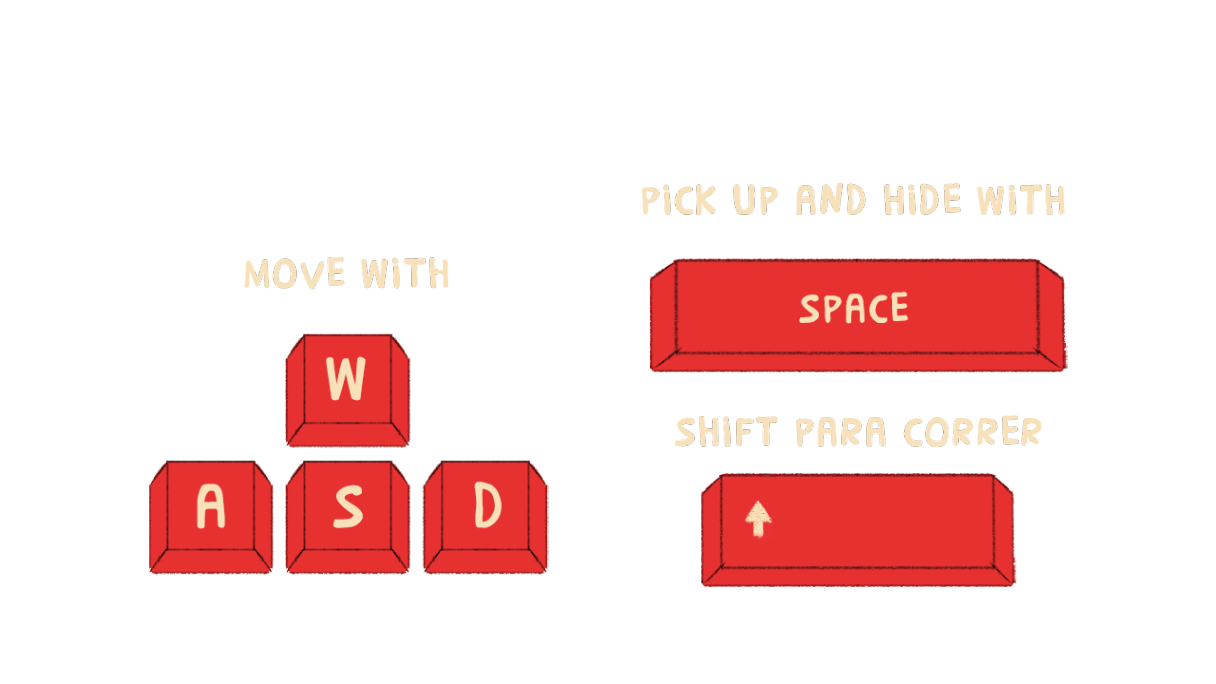 MOVE WITH
W
A S D
PICK UP AND HIDE WITH
SPACE
SHIFT PARA CORRER